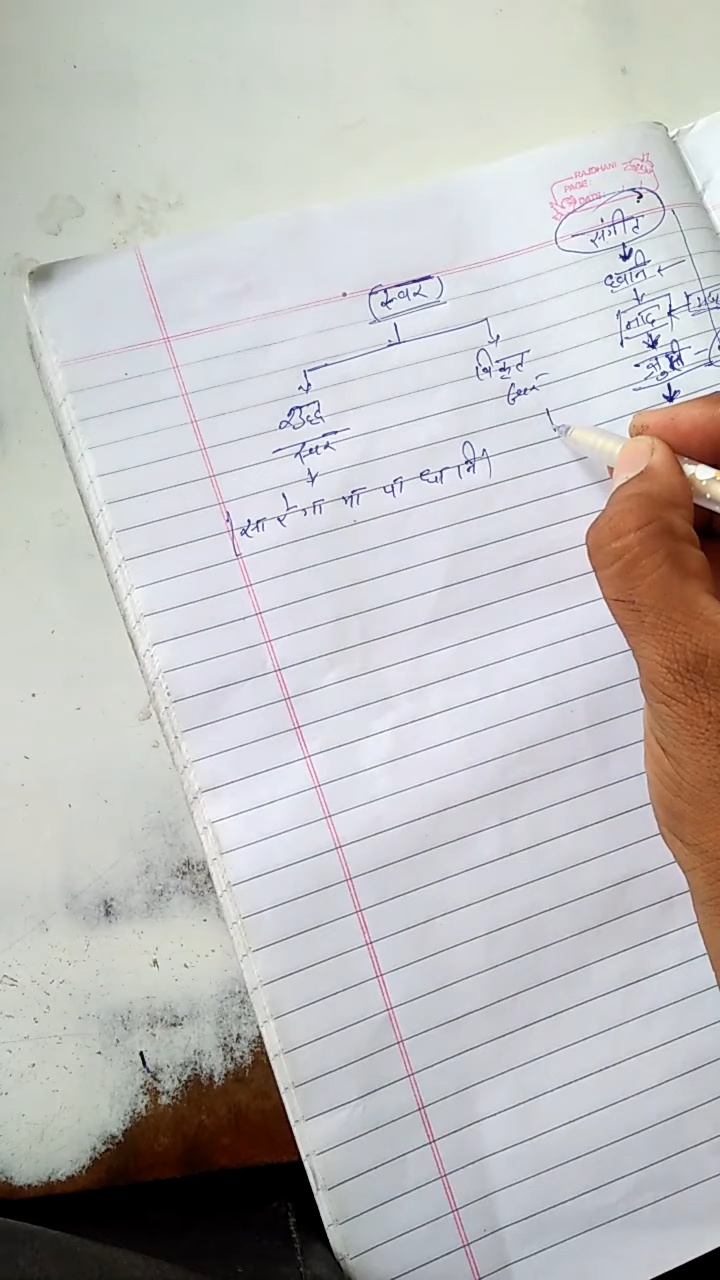 RAJDHANI
PAGE:
DATE:
संगीत
ध्वनि ←
नाद
श्रुती
(स्वर)
शुद्ध
स्वर
विकृत
स्वर
सा रे गा मा पा धा नि